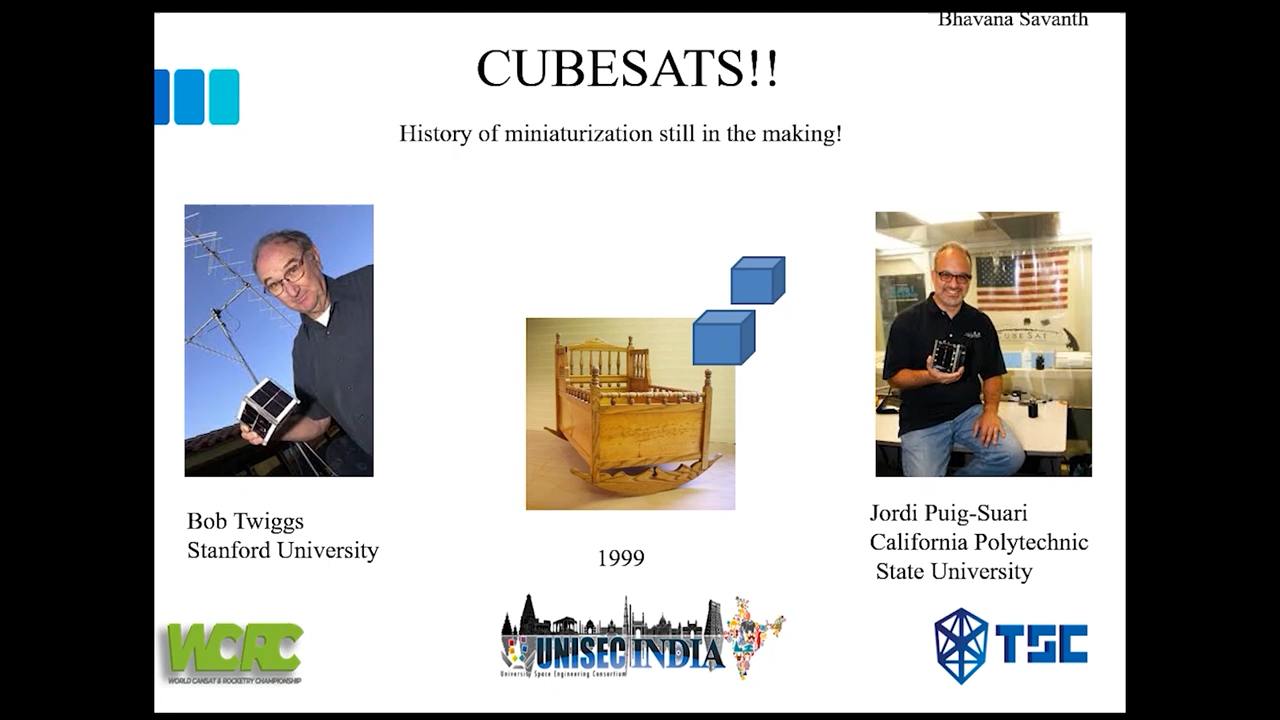 Bhavana Savanth
CUBESATS!!
History of miniaturization still in the making!
CUBESAT
Bob Twiggs
Stanford University
1999
Jordi Puig-Suari
California Polytechnic
State University
WCRC
WORLD CANSAT & ROCKETRY CHAMPIONSHIP
UNISEC INDIA
University Space Engineering Consortium
TSC